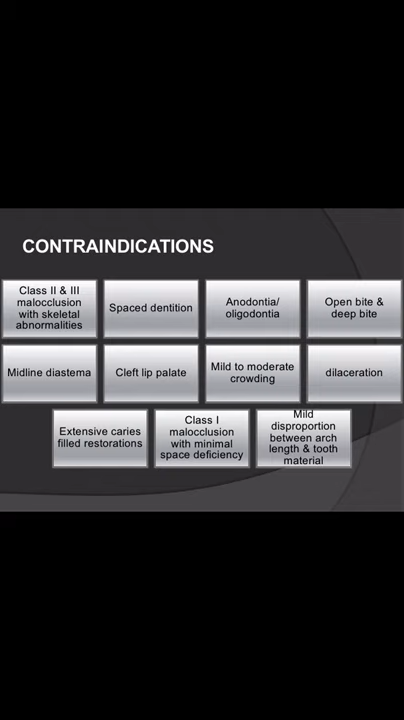 CONTRAINDICATIONS
Class II & III
malocclusion
with skeletal
abnormalities
Spaced dentition
Anodontia/
oligodontia
Open bite &
deep bite
Midline diastema
Cleft lip palate
Mild to moderate
crowding
dilaceration
Extensive caries
filled restorations
Class I
malocclusion
with minimal
space deficiency
Mild
disproportion
between arch
length & tooth
material